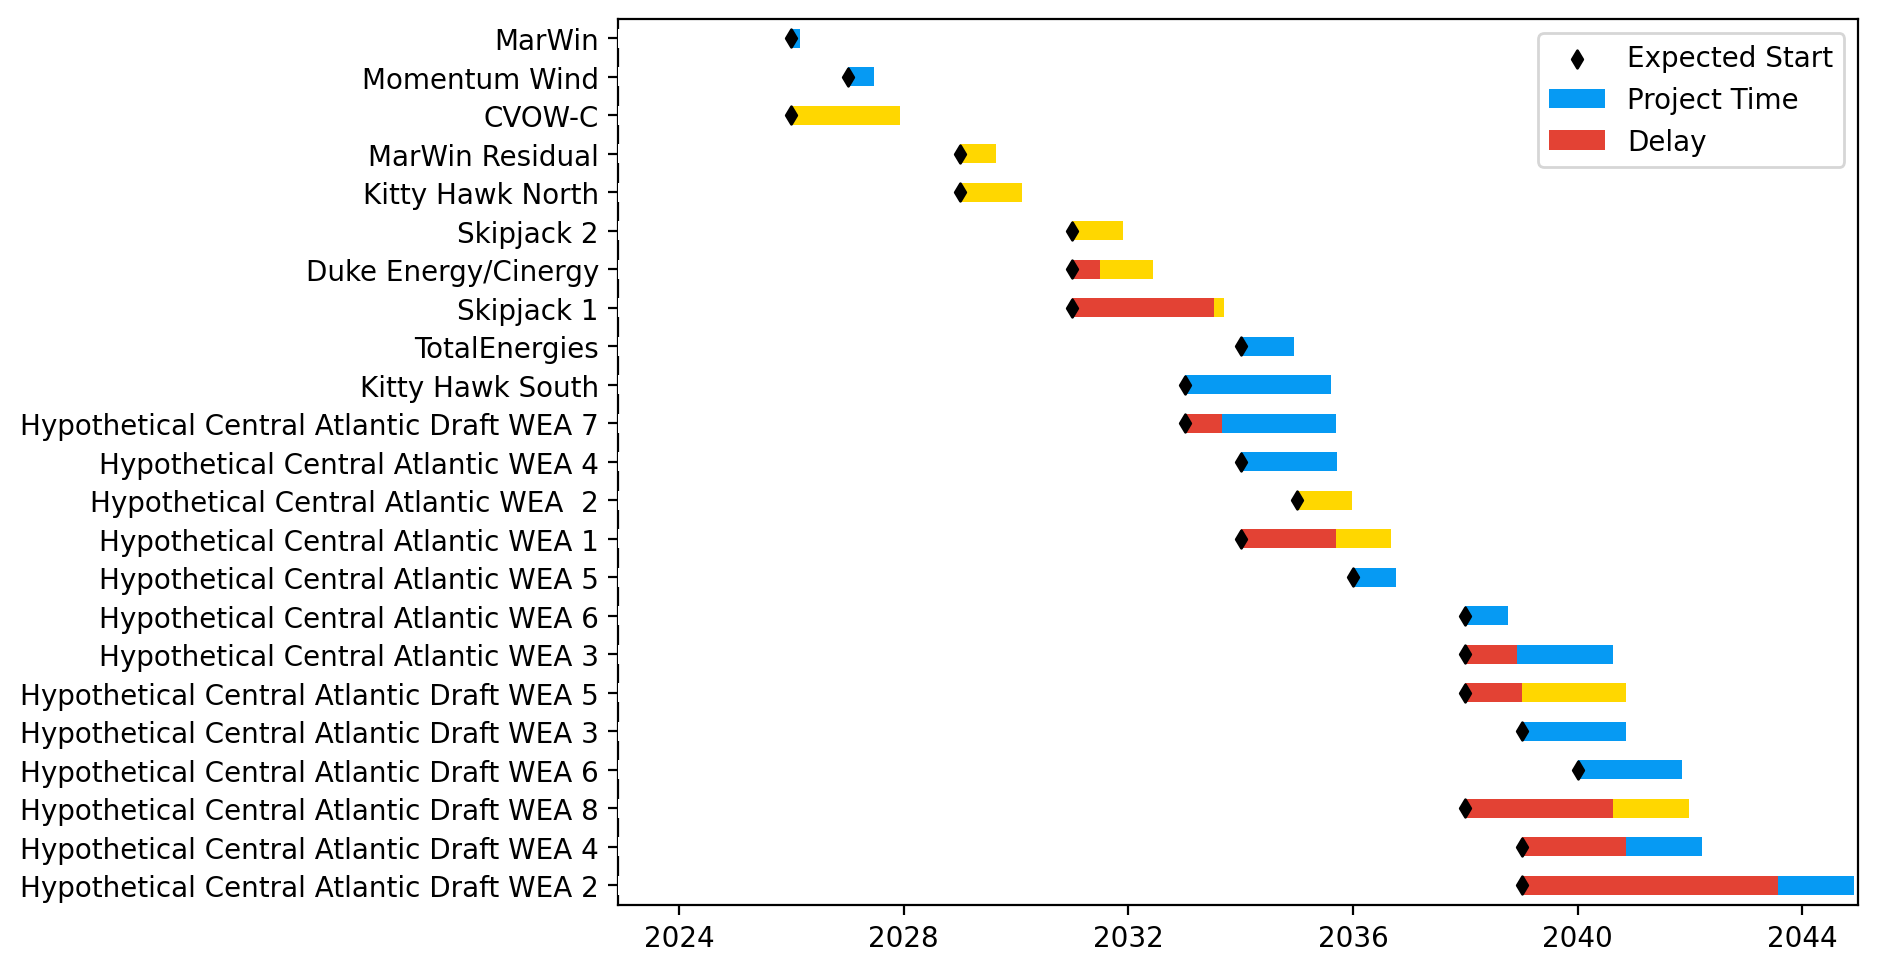 MarWin
Momentum Wind
CVOW-C
MarWin Residual
Kitty Hawk North
Skipjack 2
Duke Energy/Cinergy
Skipjack 1
TotalEnergies
Kitty Hawk South
Hypothetical Central Atlantic Draft WEA 7
Hypothetical Central Atlantic WEA 4
Hypothetical Central Atlantic WEA  2
Hypothetical Central Atlantic WEA 1
Hypothetical Central Atlantic WEA 5
Hypothetical Central Atlantic WEA 6
Hypothetical Central Atlantic WEA 3
Hypothetical Central Atlantic Draft WEA 5
Hypothetical Central Atlantic Draft WEA 3
Hypothetical Central Atlantic Draft WEA 6
Hypothetical Central Atlantic Draft WEA 8
Hypothetical Central Atlantic Draft WEA 4
Hypothetical Central Atlantic Draft WEA 2
Expected Start
Project Time
Delay
2024 2028 2032 2036 2040 2044